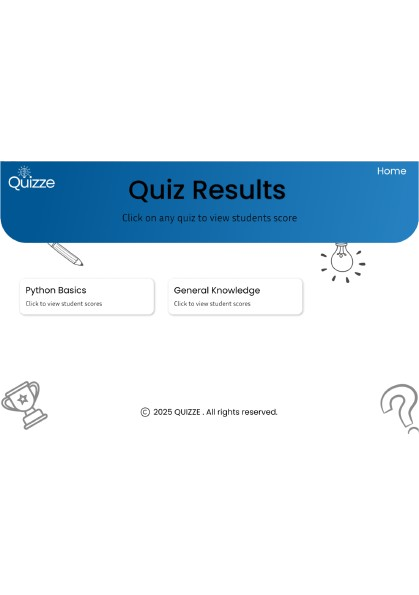 Quizze
Home
Quiz Results
Click on any quiz to view students score
Python Basics
Click to view student scores
General Knowledge
Click to view student scores
© 2025 QUIZZE . All rights reserved.